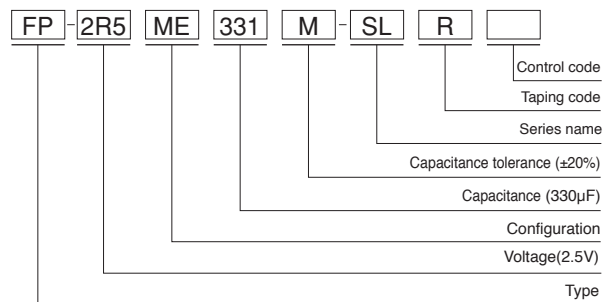 FP - 2R5 ME 331 M - SL R
Control code
Taping code
Series name
Capacitance tolerance (±20%)
Capacitance (330μF)
Configuration
Voltage(2.5V)
Type